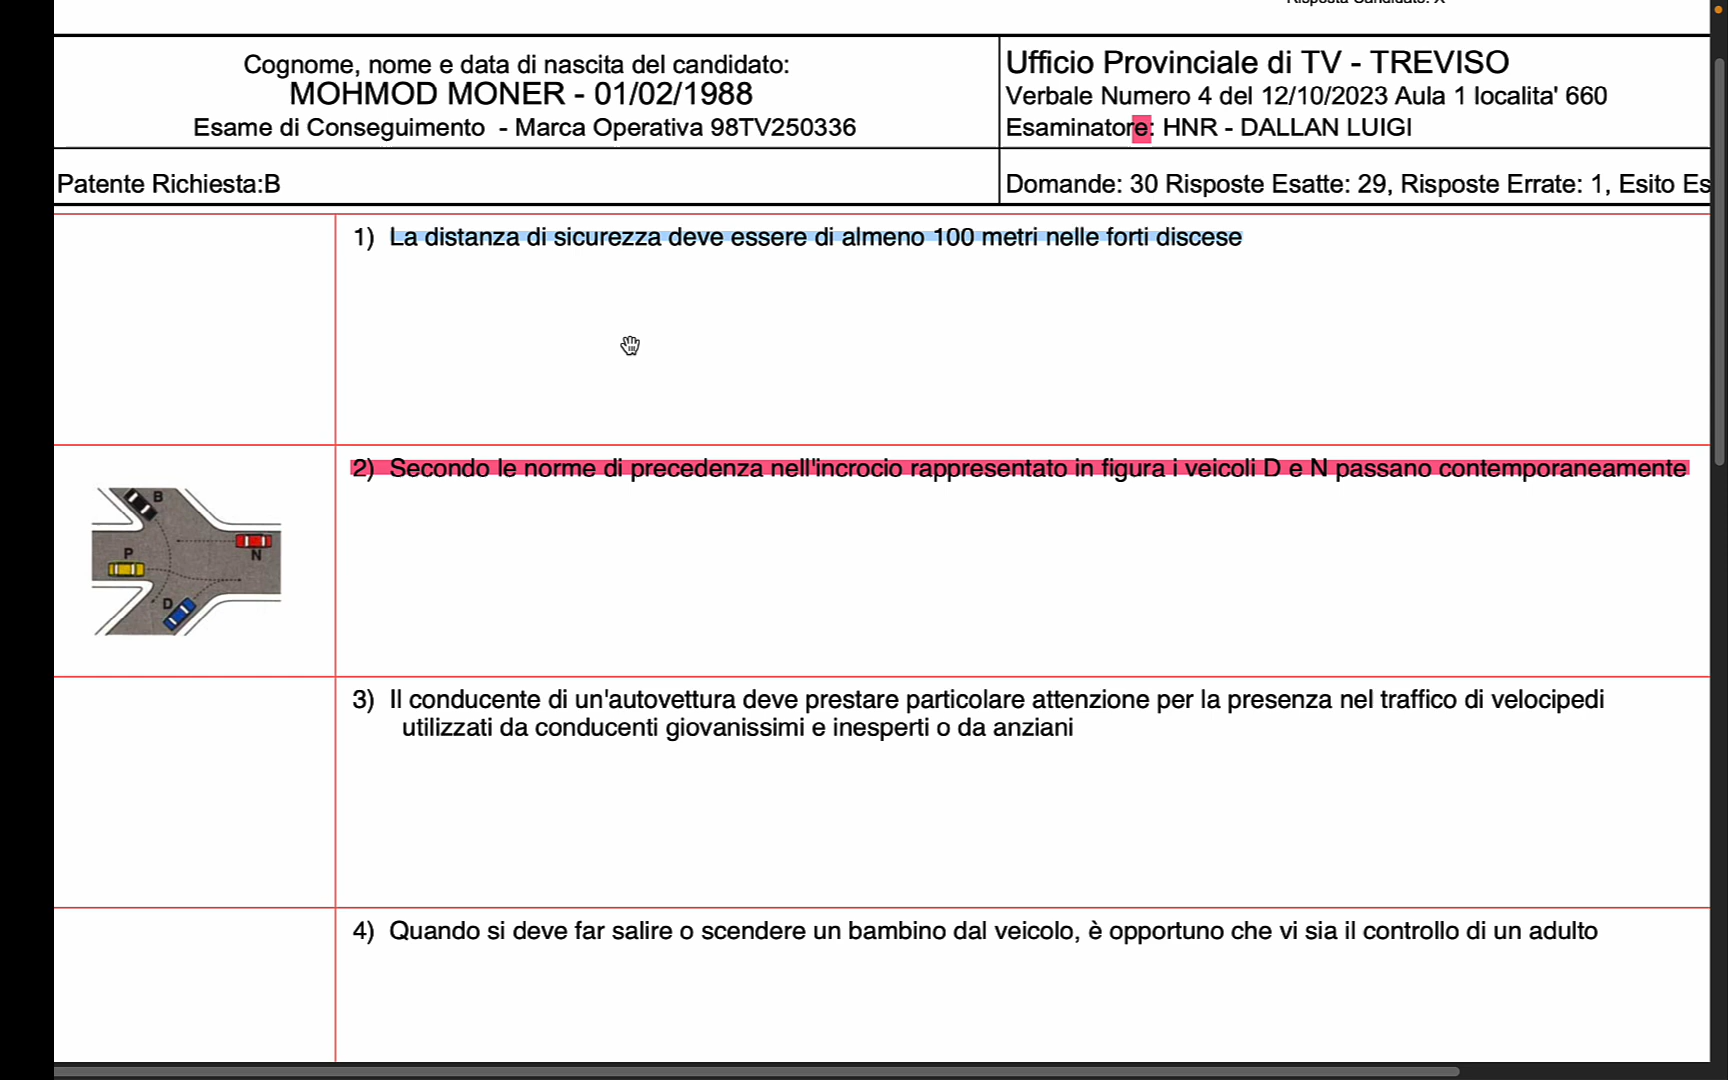 Cognome, nome e data di nascita del candidato:
MOHMOD MONER - 01/02/1988
Esame di Conseguimento - Marca Operativa 98TV250336
Ufficio Provinciale di TV - TREVISO
Verbale Numero 4 del 12/10/2023 Aula 1 localita' 660
Esaminatore: HNR - DALLAN LUIGI
Patente Richiesta:B
Domande: 30 Risposte Esatte: 29, Risposte Errate: 1, Esito Es
1) La distanza di sicurezza deve essere di almeno 100 metri nelle forti discese
2) Secondo le norme di precedenza nell'incrocio rappresentato in figura i veicoli D e N passano contemporaneamente
B
P
N
D
3) Il conducente di un'autovettura deve prestare particolare attenzione per la presenza nel traffico di velocipedi
utilizzati da conducenti giovanissimi e inesperti o da anziani
4) Quando si deve far salire o scendere un bambino dal veicolo, è opportuno che vi sia il controllo di un adulto